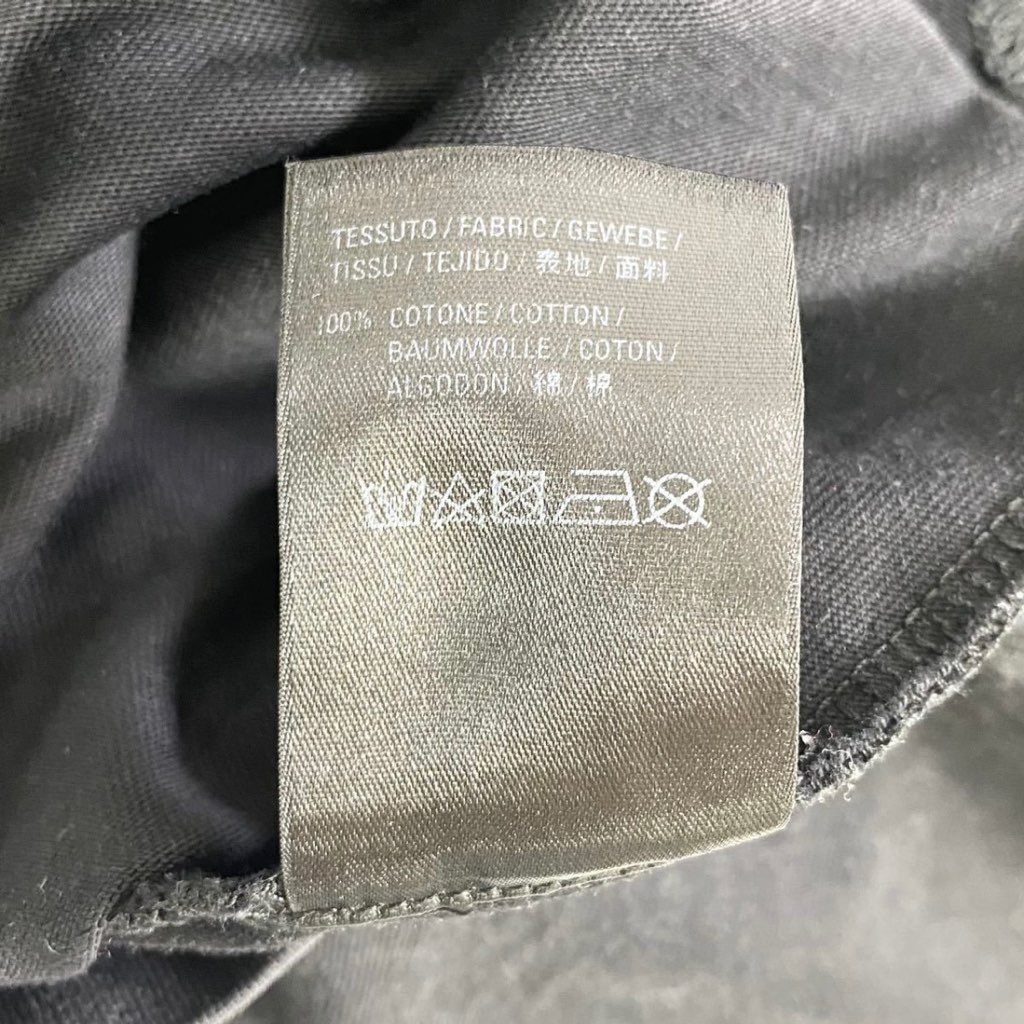 TESSUTO / FABRIC / GEWEBE /
TISSU / TEJIDO / 表地 / 面料
100% COTONE / COTTON /
BAUMWOLLE / COTON /
ALGODON 綿 / 棉